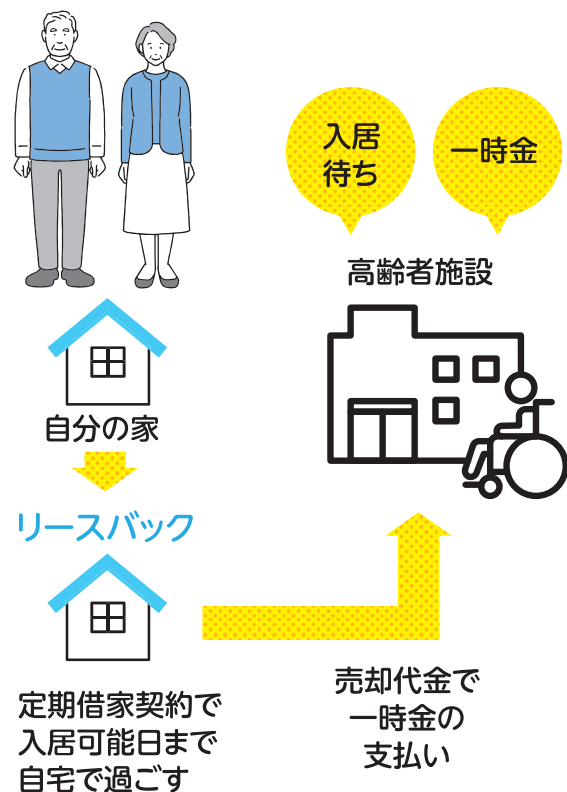 入居
待ち
一時金
高齢者施設
自分の家
リースバック
定期借家契約で
入居可能日まで
自宅で過ごす
売却代金で
一時金の
支払い